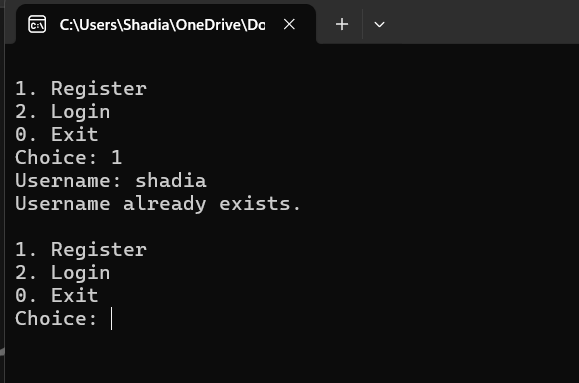 C:\Users\Shadia\OneDrive\Do
1. Register
2. Login
0. Exit
Choice: 1
Username: shadia
Username already exists.
1. Register
2. Login
0. Exit
Choice: